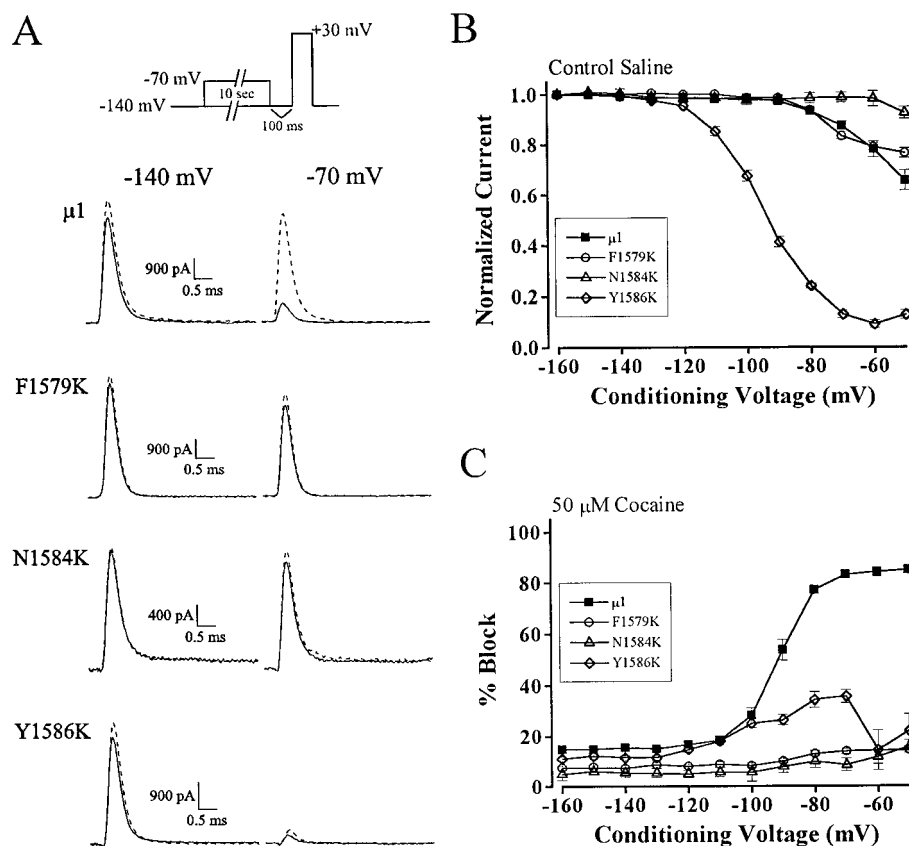 A
+30 mV
-70 mV
10 sec
-140 mV
100 ms
-140 mV
-70 mV
μ1
900 pA
0.5 ms
F1579K
900 pA
0.5 ms
N1584K
400 pA
0.5 ms
Y1586K
900 pA
0.5 ms
B
Control Saline
Normalized Current
1.0
0.8
0.6
0.4
0.2
0.0
μ1
F1579K
N1584K
Y1586K
-160
-140
-120
-100
-80
-60
Conditioning Voltage (mV)
C
50 μM Cocaine
% Block
100
80
60
40
20
0
μ1
F1579K
N1584K
Y1586K
-160
-140
-120
-100
-80
-60
Conditioning Voltage (mV)